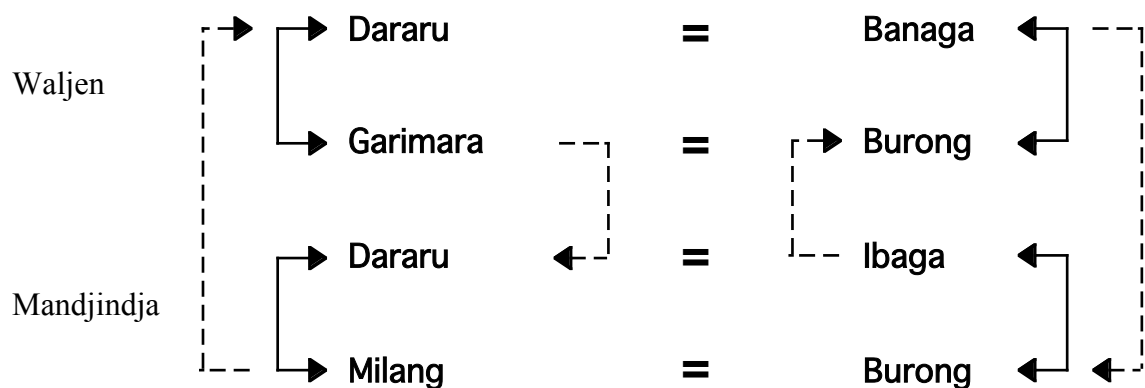 Dararu = Banaga
Waljen
Garimara = Burong
Dararu = Ibaga
Mandjindja
Milang = Burong